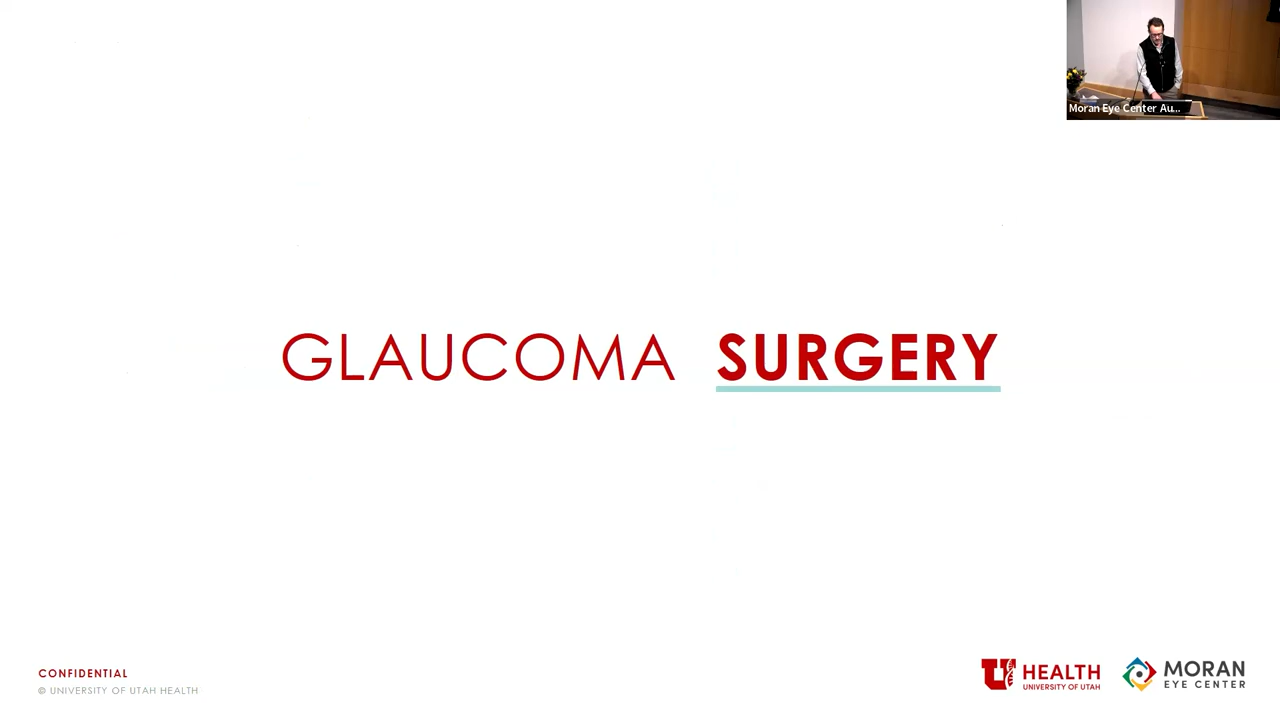 Moran Eye Center Au...
GLAUCOMA SURGERY
CONFIDENTIAL
© UNIVERSITY OF UTAH HEALTH
U HEALTH
UNIVERSITY OF UTAH
MORAN
EYE CENTER